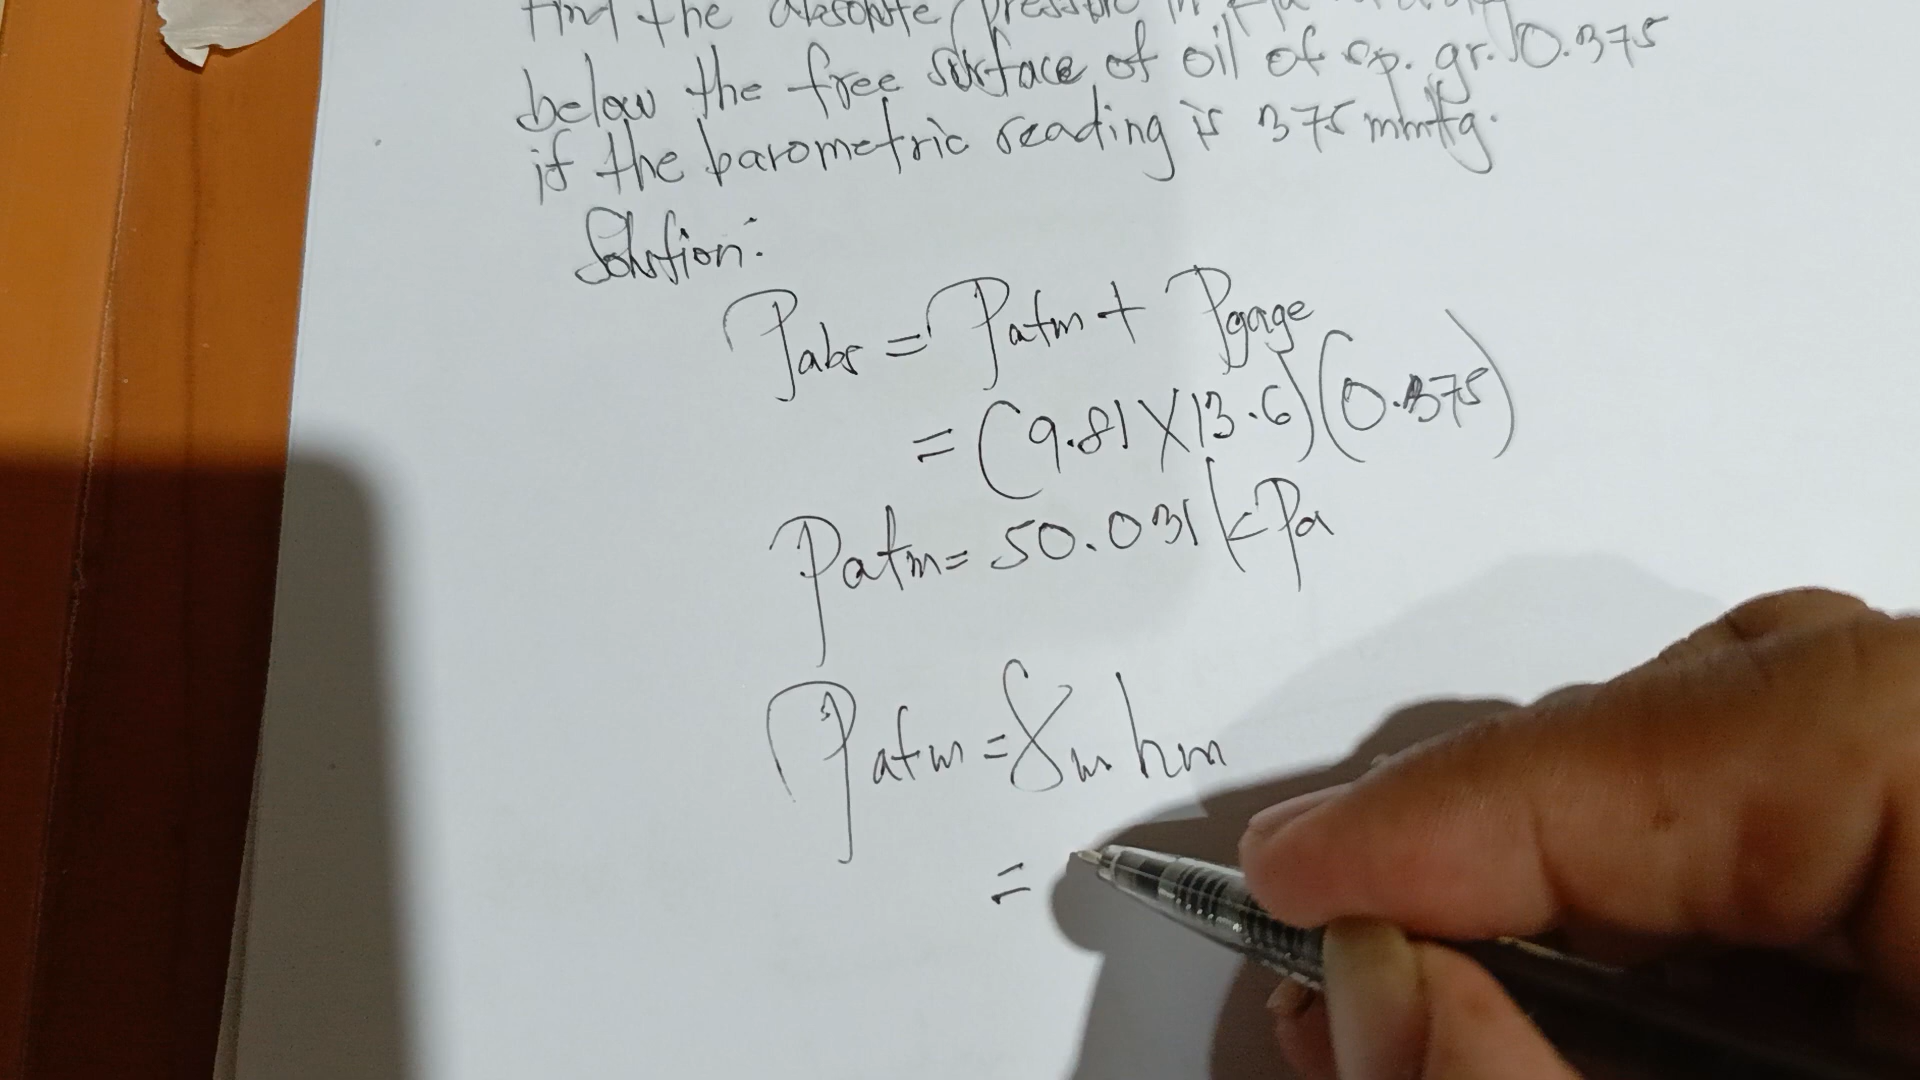 find the absolute pressure in
below the free surface of oil of sp. gr. 0.375
if the barometric reading is 375 mmHg.
Solution:
Pabs = Patm + Pgage
= (9.81 X 13.6)(0.375)
Patm = 50.031 kPa
Patm = γm hm
=